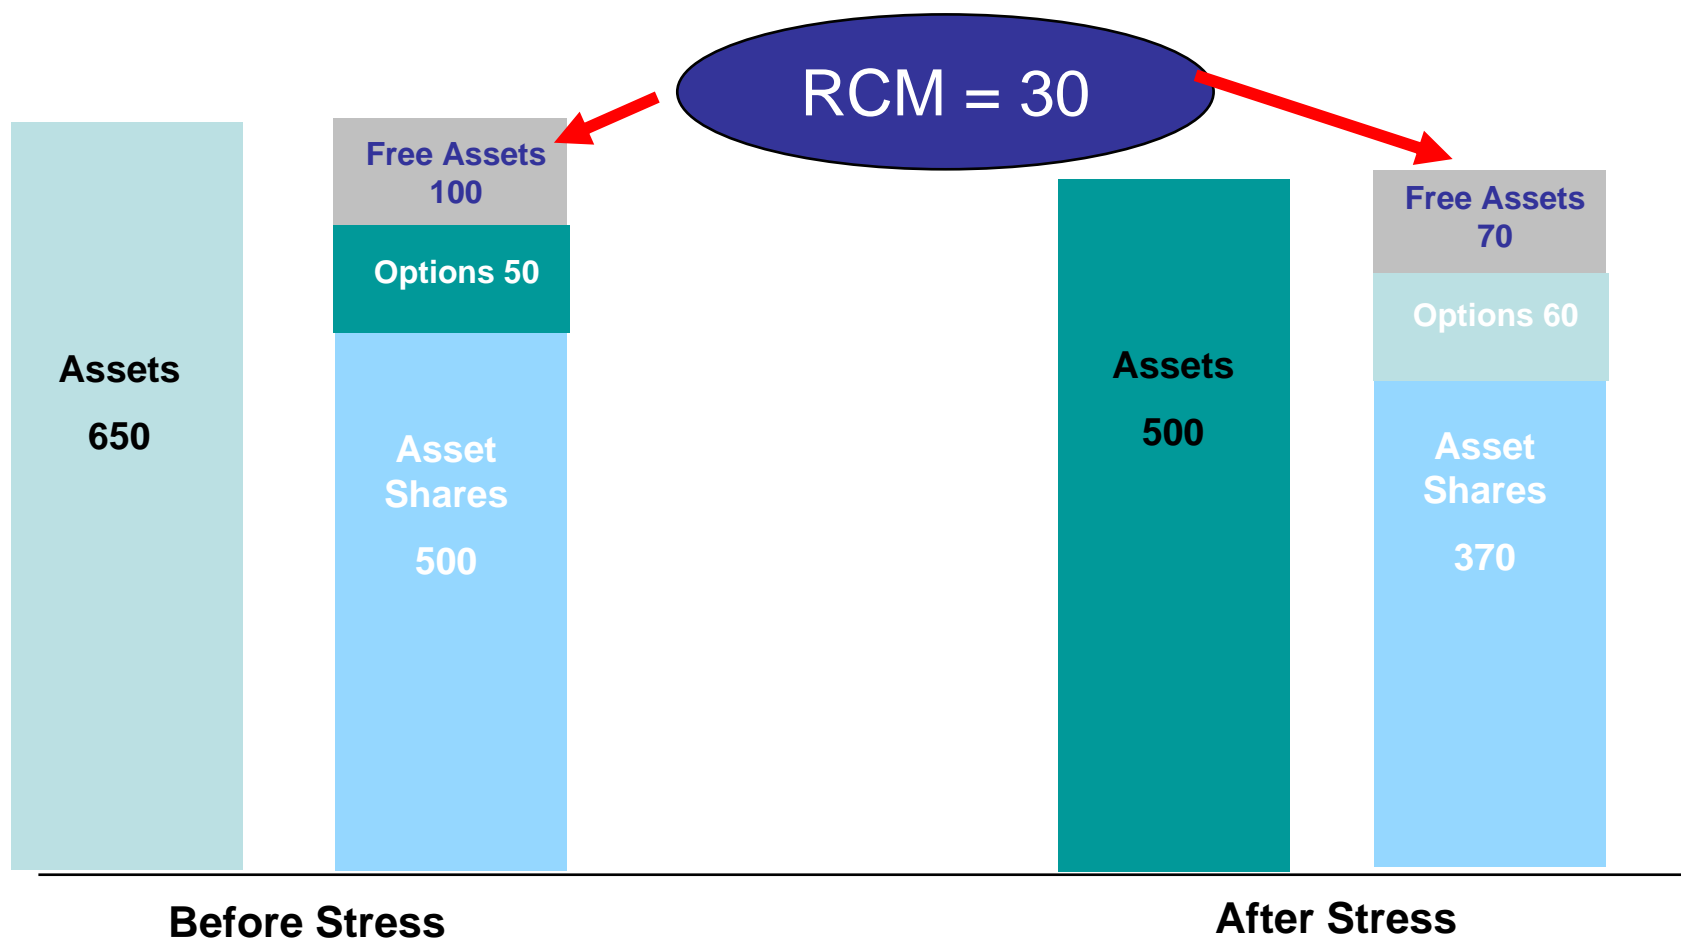 RCM = 30
Free Assets
100
Options 50
Assets
650
Asset
Shares
500
Free Assets
70
Options 60
Assets
500
Asset
Shares
370
Before Stress
After Stress